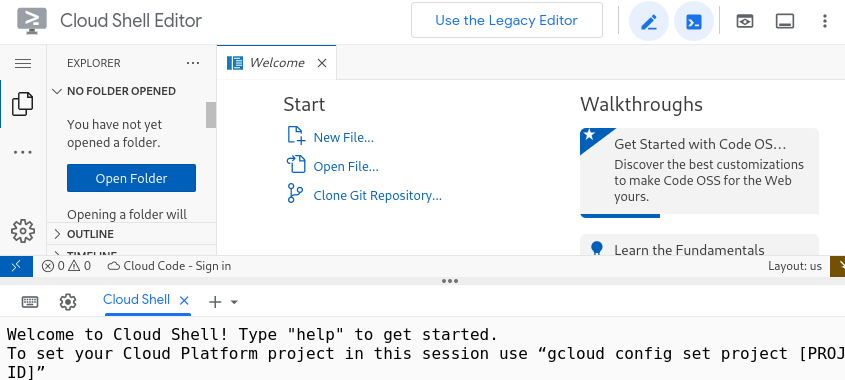 Cloud Shell Editor
Use the Legacy Editor
EXPLORER
NO FOLDER OPENED
You have not yet
opened a folder.
Open Folder
Opening a folder will
OUTLINE
TIMELINE
Welcome
Start
New File...
Open File...
Clone Git Repository...
Walkthroughs
Get Started with Code OS...
Discover the best customizations
to make Code OSS for the Web
yours.
Learn the Fundamentals
0 0 Cloud Code - Sign in
Layout: us
Cloud Shell
Welcome to Cloud Shell! Type "help" to get started.
To set your Cloud Platform project in this session use “gcloud config set project [PROJ
ID]”